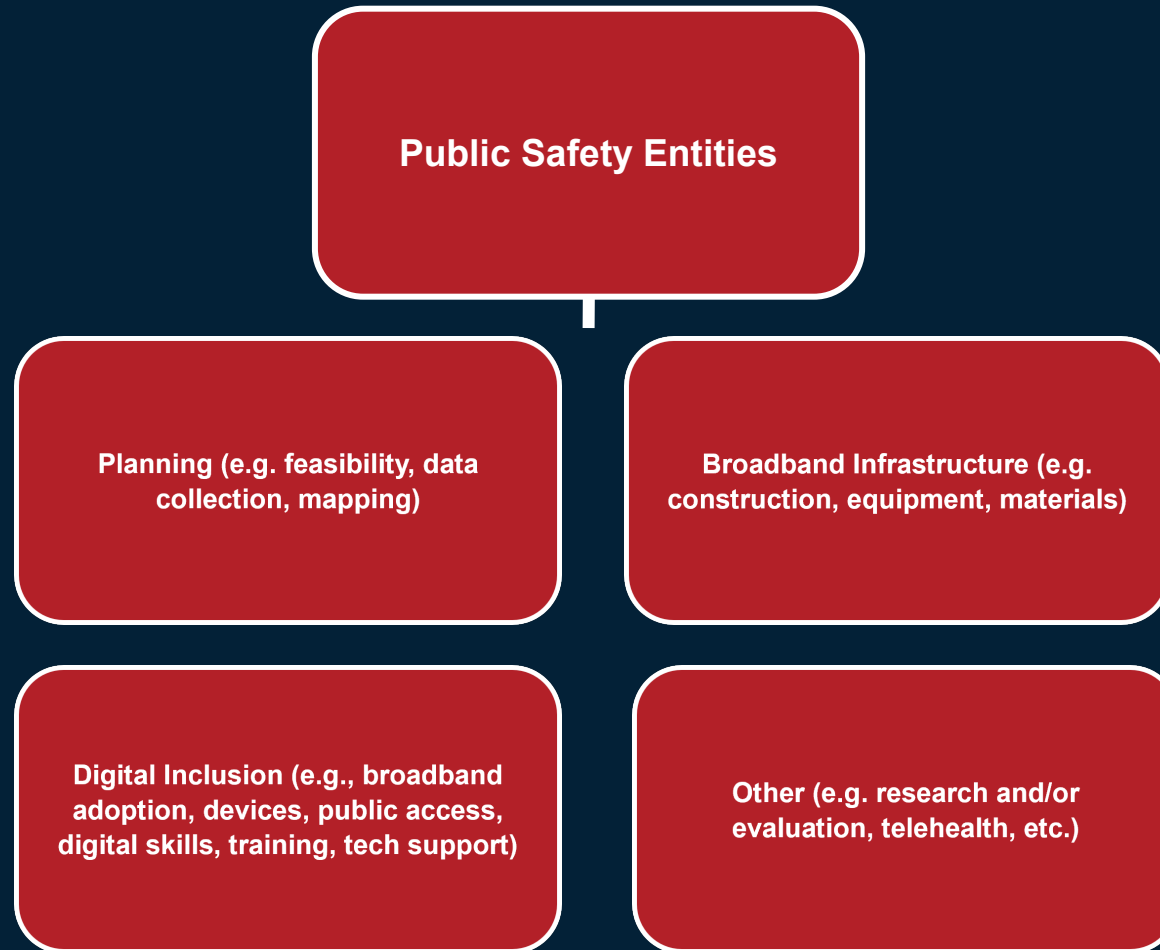 Public Safety Entities
Planning (e.g. feasibility, data
collection, mapping)
Broadband Infrastructure (e.g.
construction, equipment, materials)
Digital Inclusion (e.g., broadband
adoption, devices, public access,
digital skills, training, tech support)
Other (e.g. research and/or
evaluation, telehealth, etc.)